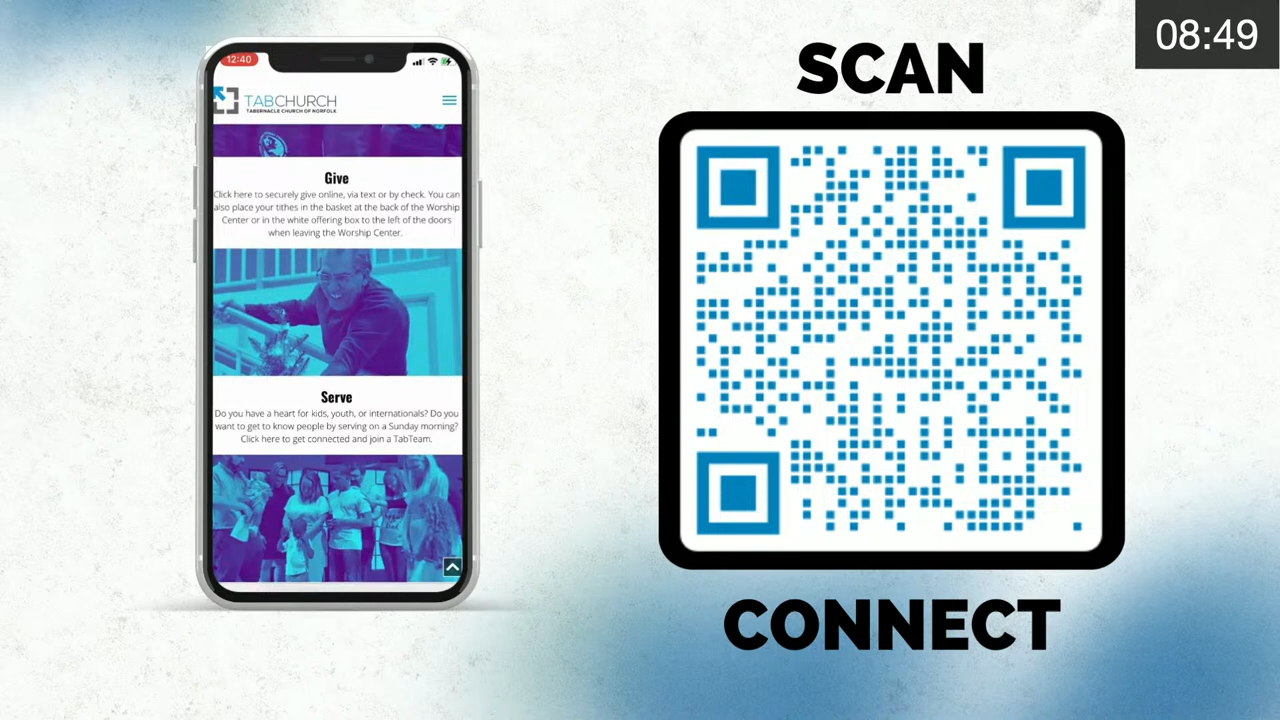 08:49
12:40
TABCHURCH
TABERNACLE CHURCH OF NORFOLK
Give
Click here to securely give online, via text or by check. You can
also place your tithes in the basket at the back of the Worship
Center or in the white offering box to the left of the doors
when leaving the Worship Center.
Serve
Do you have a heart for kids, youth, or internationals? Do you
want to get to know people by serving on a Sunday morning?
Click here to get connected and join a TabTeam.
SCAN
CONNECT